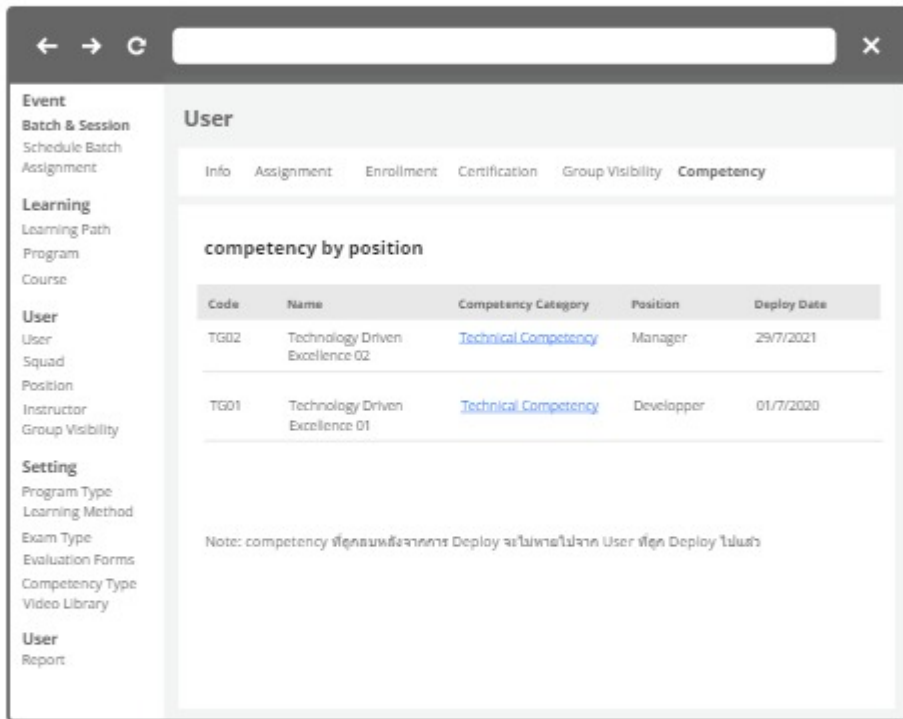 Event
Batch & Session
Schedule Batch
Assignment
Learning
Learning Path
Program
Course
User
User
Squad
Position
Instructor
Group Visibility
Setting
Program Type
Learning Method
Exam Type
Evaluation Forms
Competency Type
Video Library
User
Report
User
Info Assignment Enrollment Certification Group Visibility Competency
competency by position
Code Name Competency Category Position Deploy Date
TG02 Technology Driven Technical Competency Manager 29/7/2021
Excellence 02
TG01 Technology Driven Technical Competency Developper 01/7/2020
Excellence 01
Note: competency ที่ถูกลบหลังจากการ Deploy จะไม่หายไปจาก User ที่ถูก Deploy ไปแล้ว